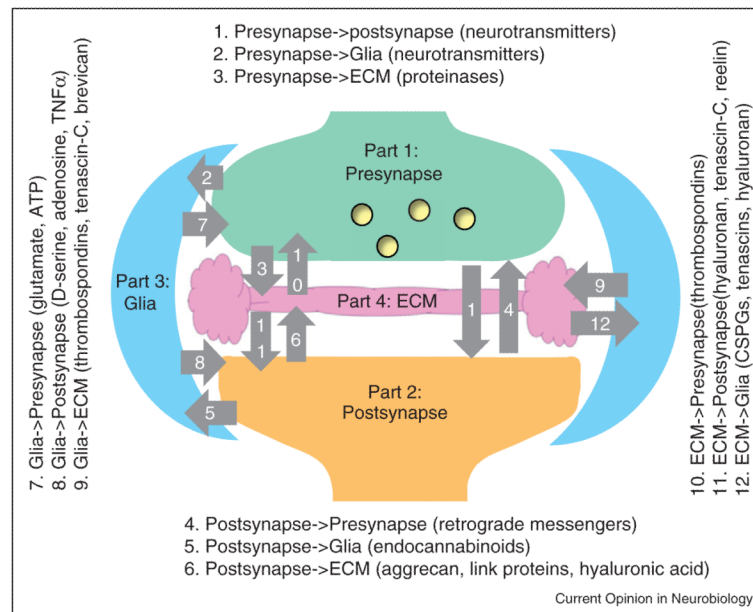 1. Presynapse->postsynapse (neurotransmitters)
2. Presynapse->Glia (neurotransmitters)
3. Presynapse->ECM (proteinases)
7. Glia->Presynapse (glutamate, ATP)
8. Glia->Postsynapse (D-serine, adenosine, TNFα)
9. Glia->ECM (thrombospondins, tenascin-C, brevican)
Part 1:
Presynapse
2
7
3
10
Part 3:
Glia
Part 4: ECM
1
4
9
12
11
6
8
5
Part 2:
Postsynapse
10. ECM->Presynapse(thrombospondins)
11. ECM->Postsynapse(hyaluronan, tenascin-C, reelin)
12. ECM->Glia (CSPGs, tenascins, hyaluronan)
4. Postsynapse->Presynapse (retrograde messengers)
5. Postsynapse->Glia (endocannabinoids)
6. Postsynapse->ECM (aggrecan, link proteins, hyaluronic acid)
Current Opinion in Neurobiology